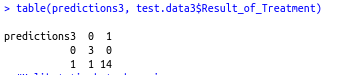 > table(predictions3, test.data3$Result_of_Treatment)
predictions3 0 1
0 3 0
1 1 14